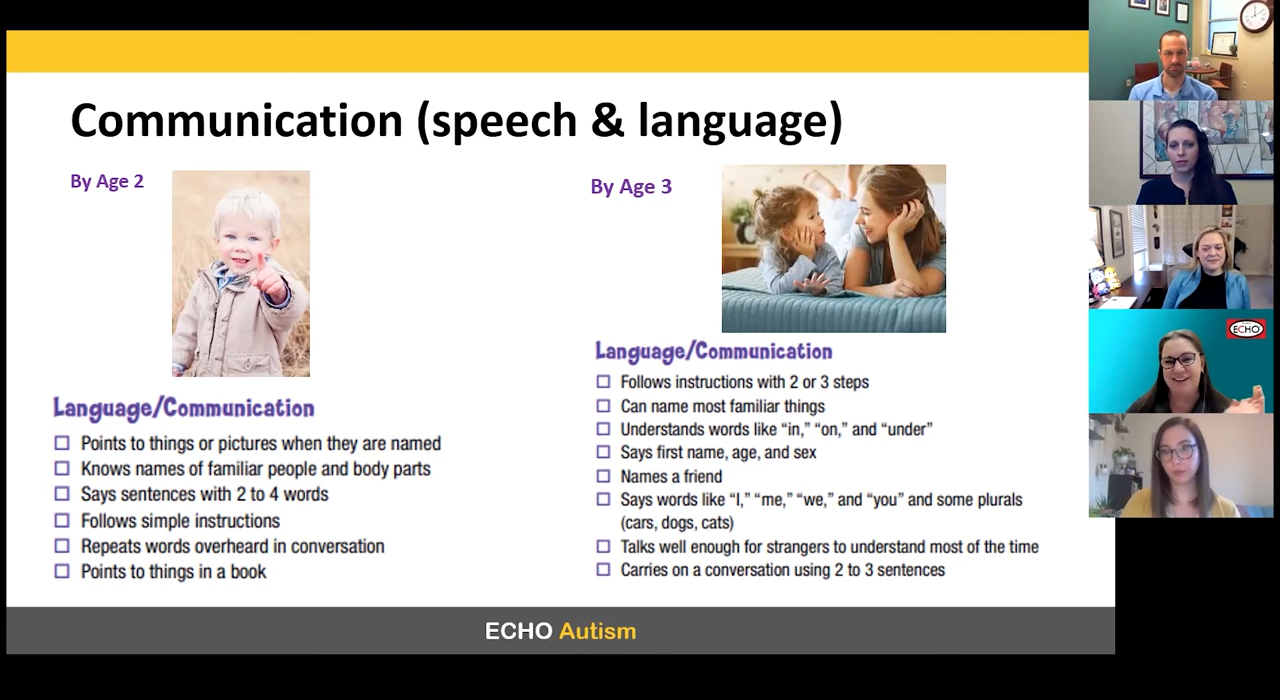 Communication (speech & language)
By Age 2
Language/Communication
Points to things or pictures when they are named
Knows names of familiar people and body parts
Says sentences with 2 to 4 words
Follows simple instructions
Repeats words overheard in conversation
Points to things in a book
By Age 3
Language/Communication
Follows instructions with 2 or 3 steps
Can name most familiar things
Understands words like “in,” “on,” and “under”
Says first name, age, and sex
Names a friend
Says words like “I,” “me,” “we,” and “you” and some plurals
(cars, dogs, cats)
Talks well enough for strangers to understand most of the time
Carries on a conversation using 2 to 3 sentences
ECHO Autism
ECHO